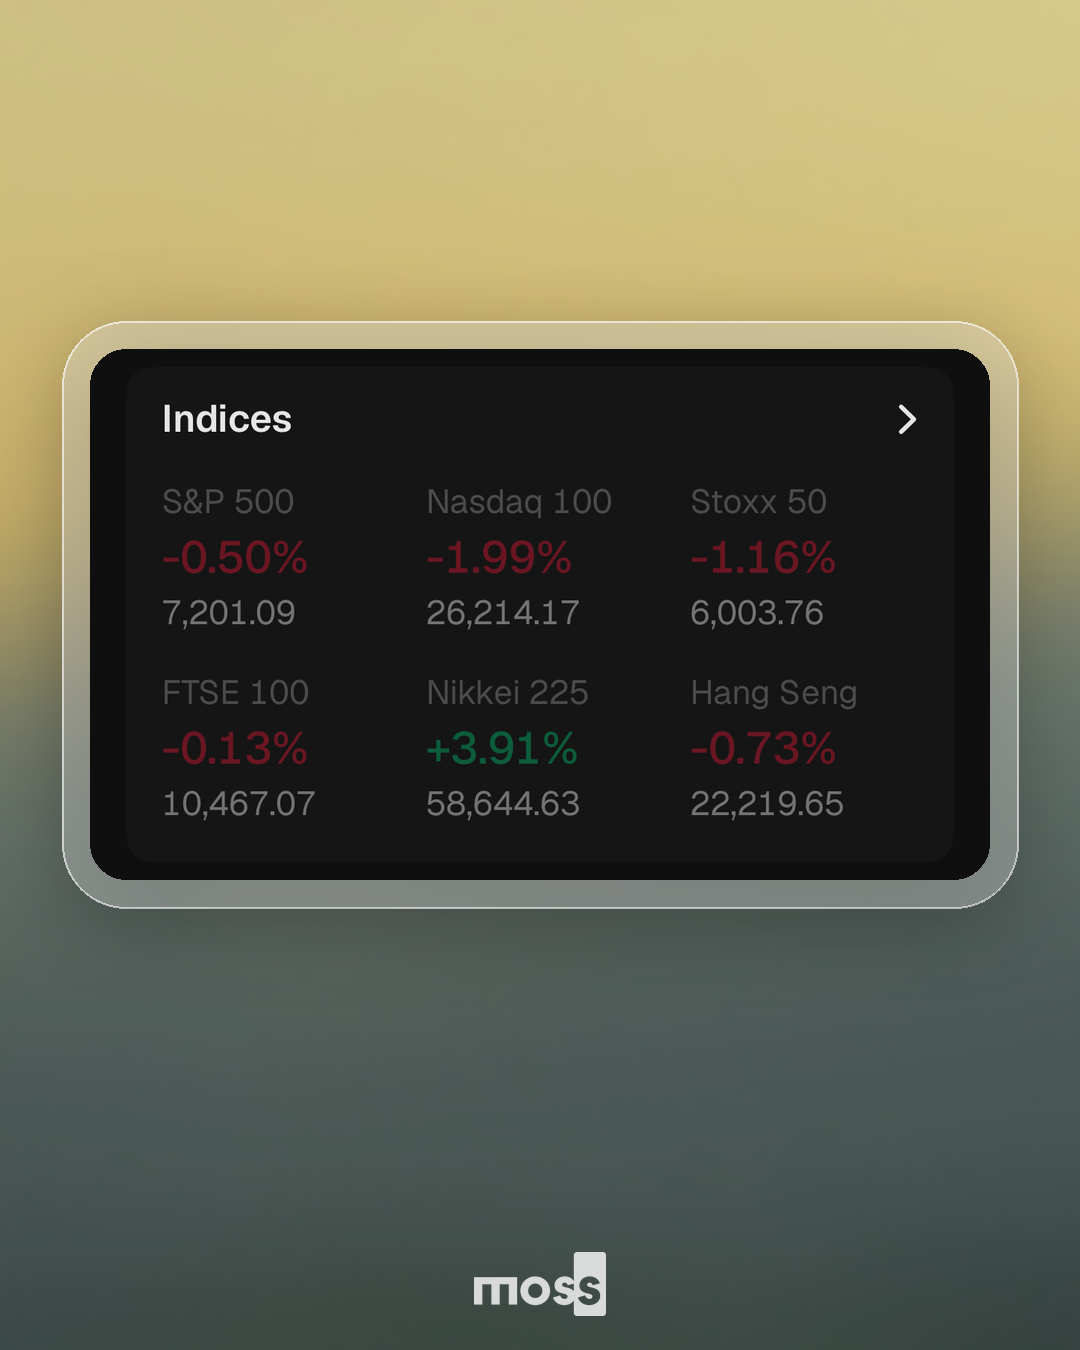 Indices
S&P 500 Nasdaq 100 Stoxx 50
-0.50% -1.99% -1.16%
7,201.09 26,214.17 6,003.76
FTSE 100 Nikkei 225 Hang Seng
-0.13% +3.91% -0.73%
10,467.07 58,644.63 22,219.65
moss